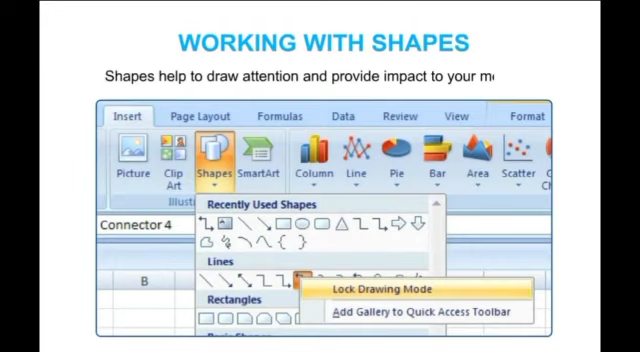 WORKING WITH SHAPES
Shapes help to draw attention and provide impact to your
Insert Page Layout Formulas Data Review View Format
Picture Clip Art Shapes SmartArt Column Line Pie Bar Area Scatter
Recently Used Shapes
Connector 4
Lines
B
Lock Drawing Mode
Rectangles
Add Gallery to Quick Access Toolbar